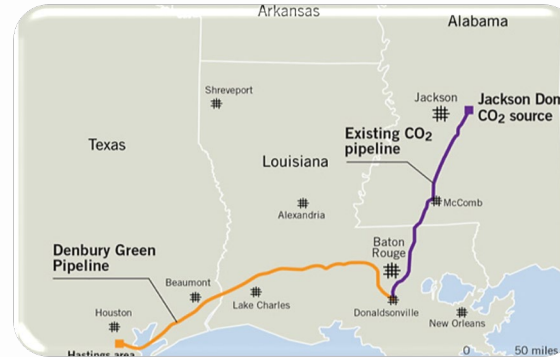 Arkansas
Alabama
Shreveport
Jackson
Jackson
CO2 source
Texas
Existing CO2
pipeline
Louisiana
McComb
Alexandria
Baton
Rouge
Denbury Green
Pipeline
Beaumont
Lake Charles
Donaldsonville
New Orleans
Houston
Hastings area
0
50 miles